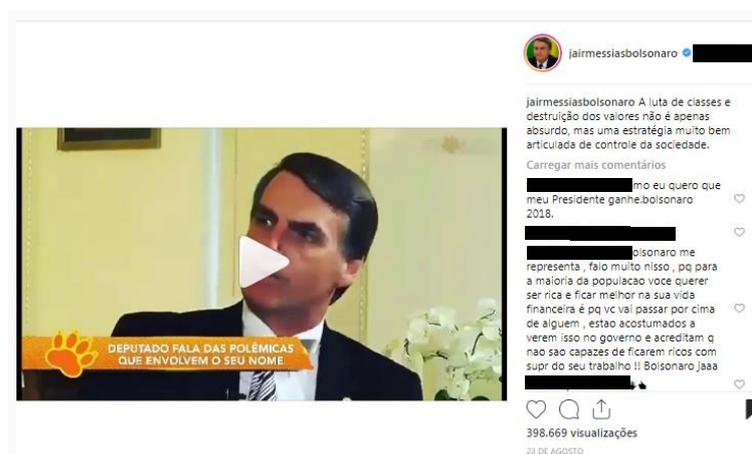 jairmessiasbolsonaro
jairmessiasbolsonaro A luta de classes e
destruição dos valores não é apenas
absurdo, mas uma estratégia muito bem
articulada de controle da sociedade.
Carregar mais comentários
mo eu quero que
meu Presidente ganhe.bolsonaro
2018.
olsonaro me
representa , falo muito nisso , pq para
a maioria da populacao voce querer
ser rica e ficar melhor na sua vida
financeira é pq vc vai passar por cima
de alguem , estao acostumados a
verem isso no governo e acreditam q
nao sao capazes de ficarem ricos com
supr do seu trabalho !! Bolsonaro jaaa
DEPUTADO FALA DAS POLÊMICAS
QUE ENVOLVEM O SEU NOME
398.669 visualizações
23 DE AGOSTO